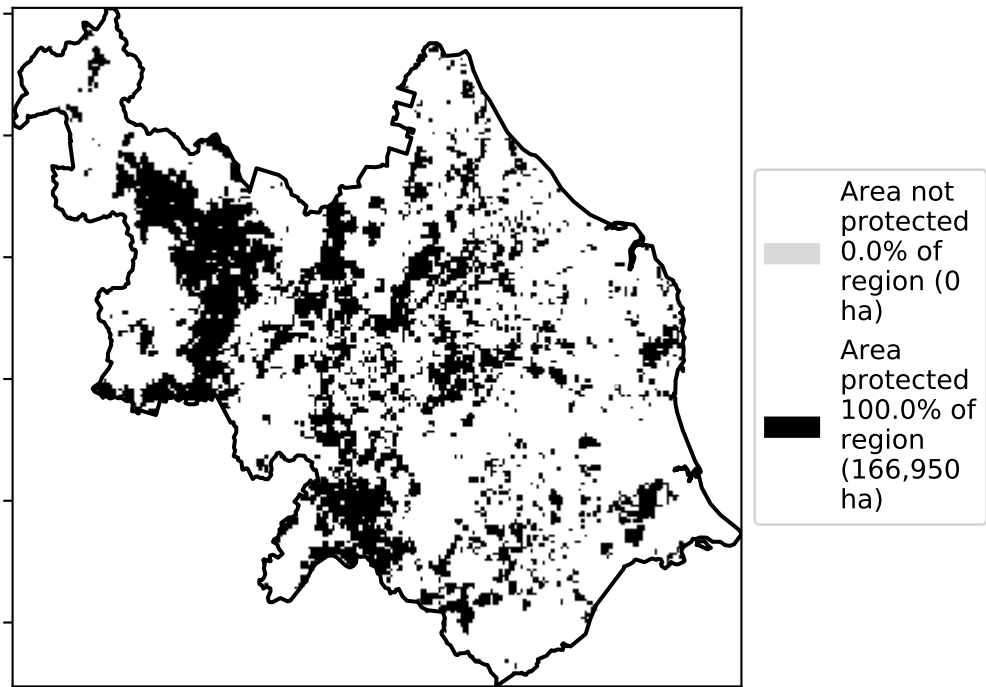 Area not
protected
0.0% of
region (0
ha)
Area
protected
100.0% of
region
(166,950
ha)